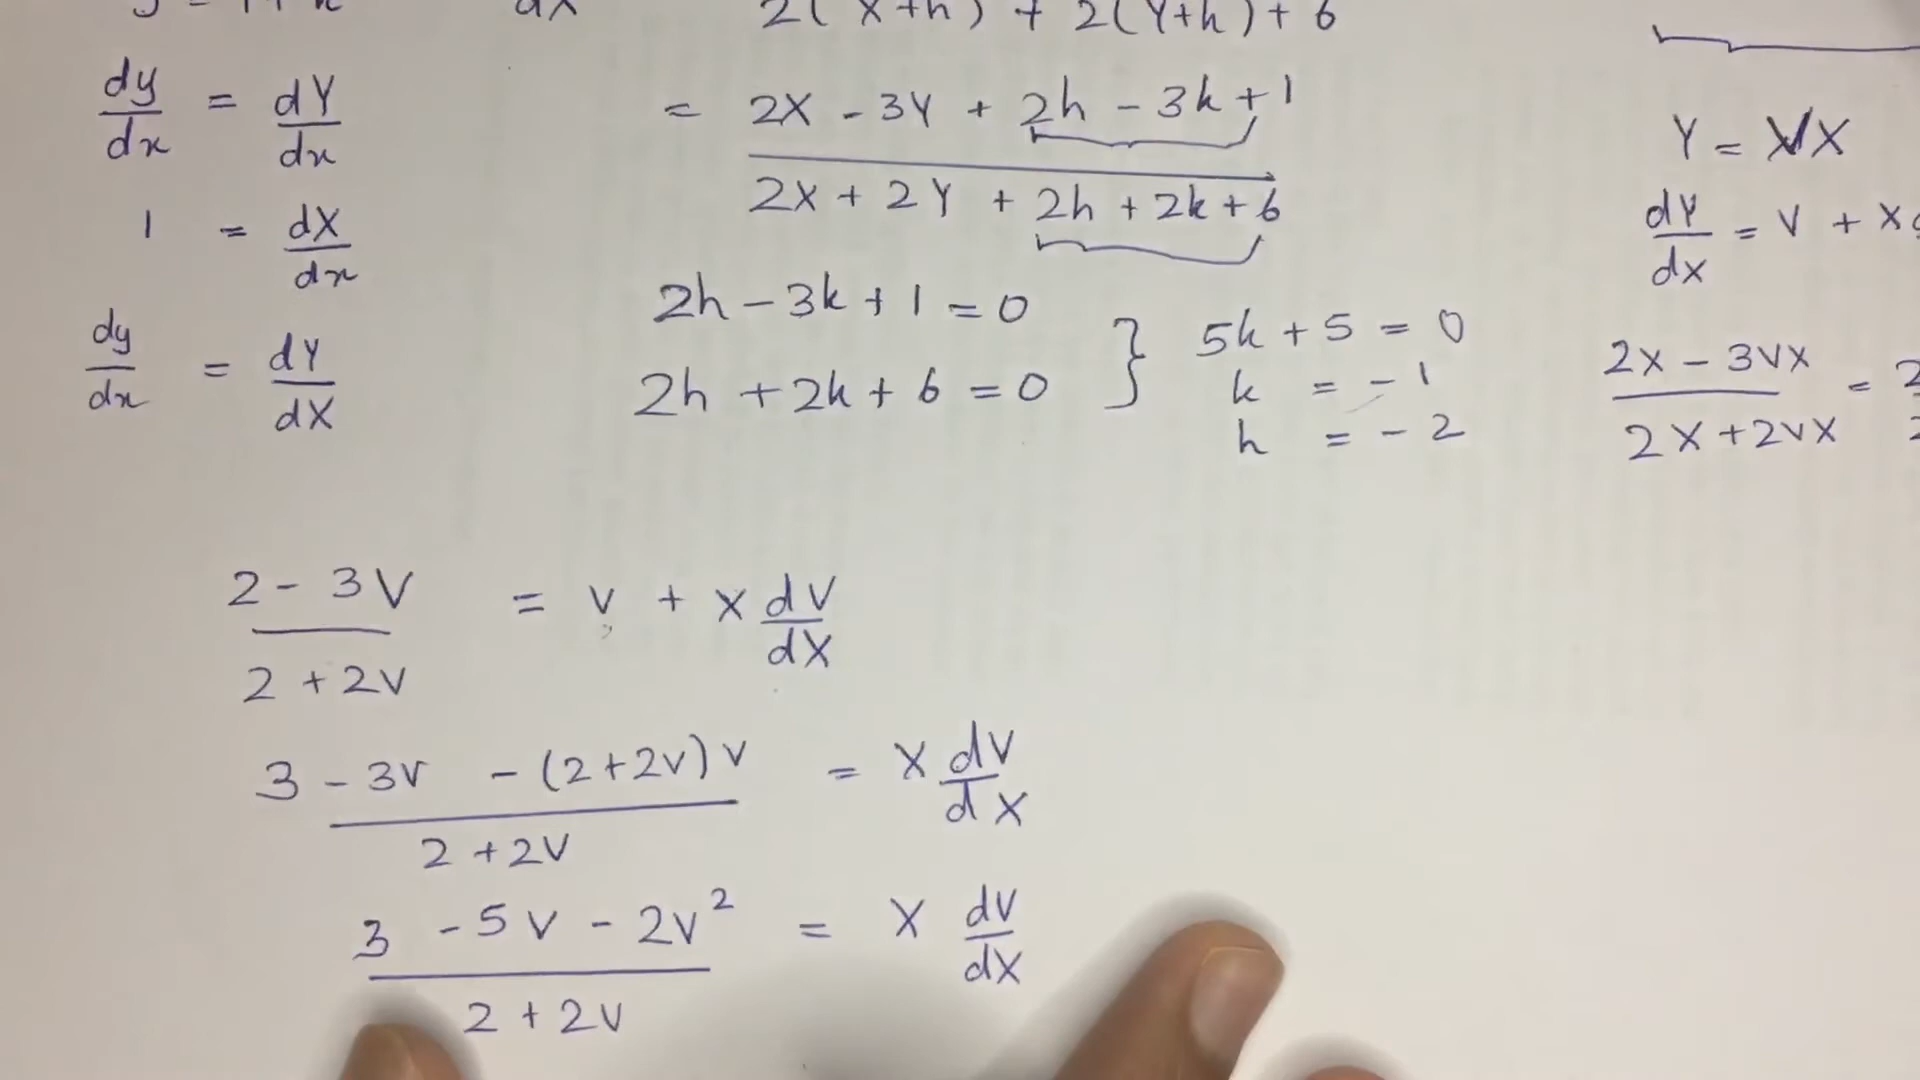 2(X+h) + 2(Y+k)+6
dy/dx = dY/dx
1 = dX/dx
dy/dx = dY/dX
= (2X - 3Y + 2h - 3k + 1)/(2X + 2Y + 2h + 2k + 6)
2h - 3k + 1 = 0
2h + 2k + 6 = 0
} 5k + 5 = 0
k = -1
h = -2
Y = VX
dY/dX = V + X
(2X - 3VX)/(2X + 2VX) =
(2 - 3V)/(2 + 2V) = V + X dV/dX
(3 - 3V - (2+2V)V)/(2 + 2V) = X dV/dX
(3 - 5V - 2V²)/(2 + 2V) = X dV/dX